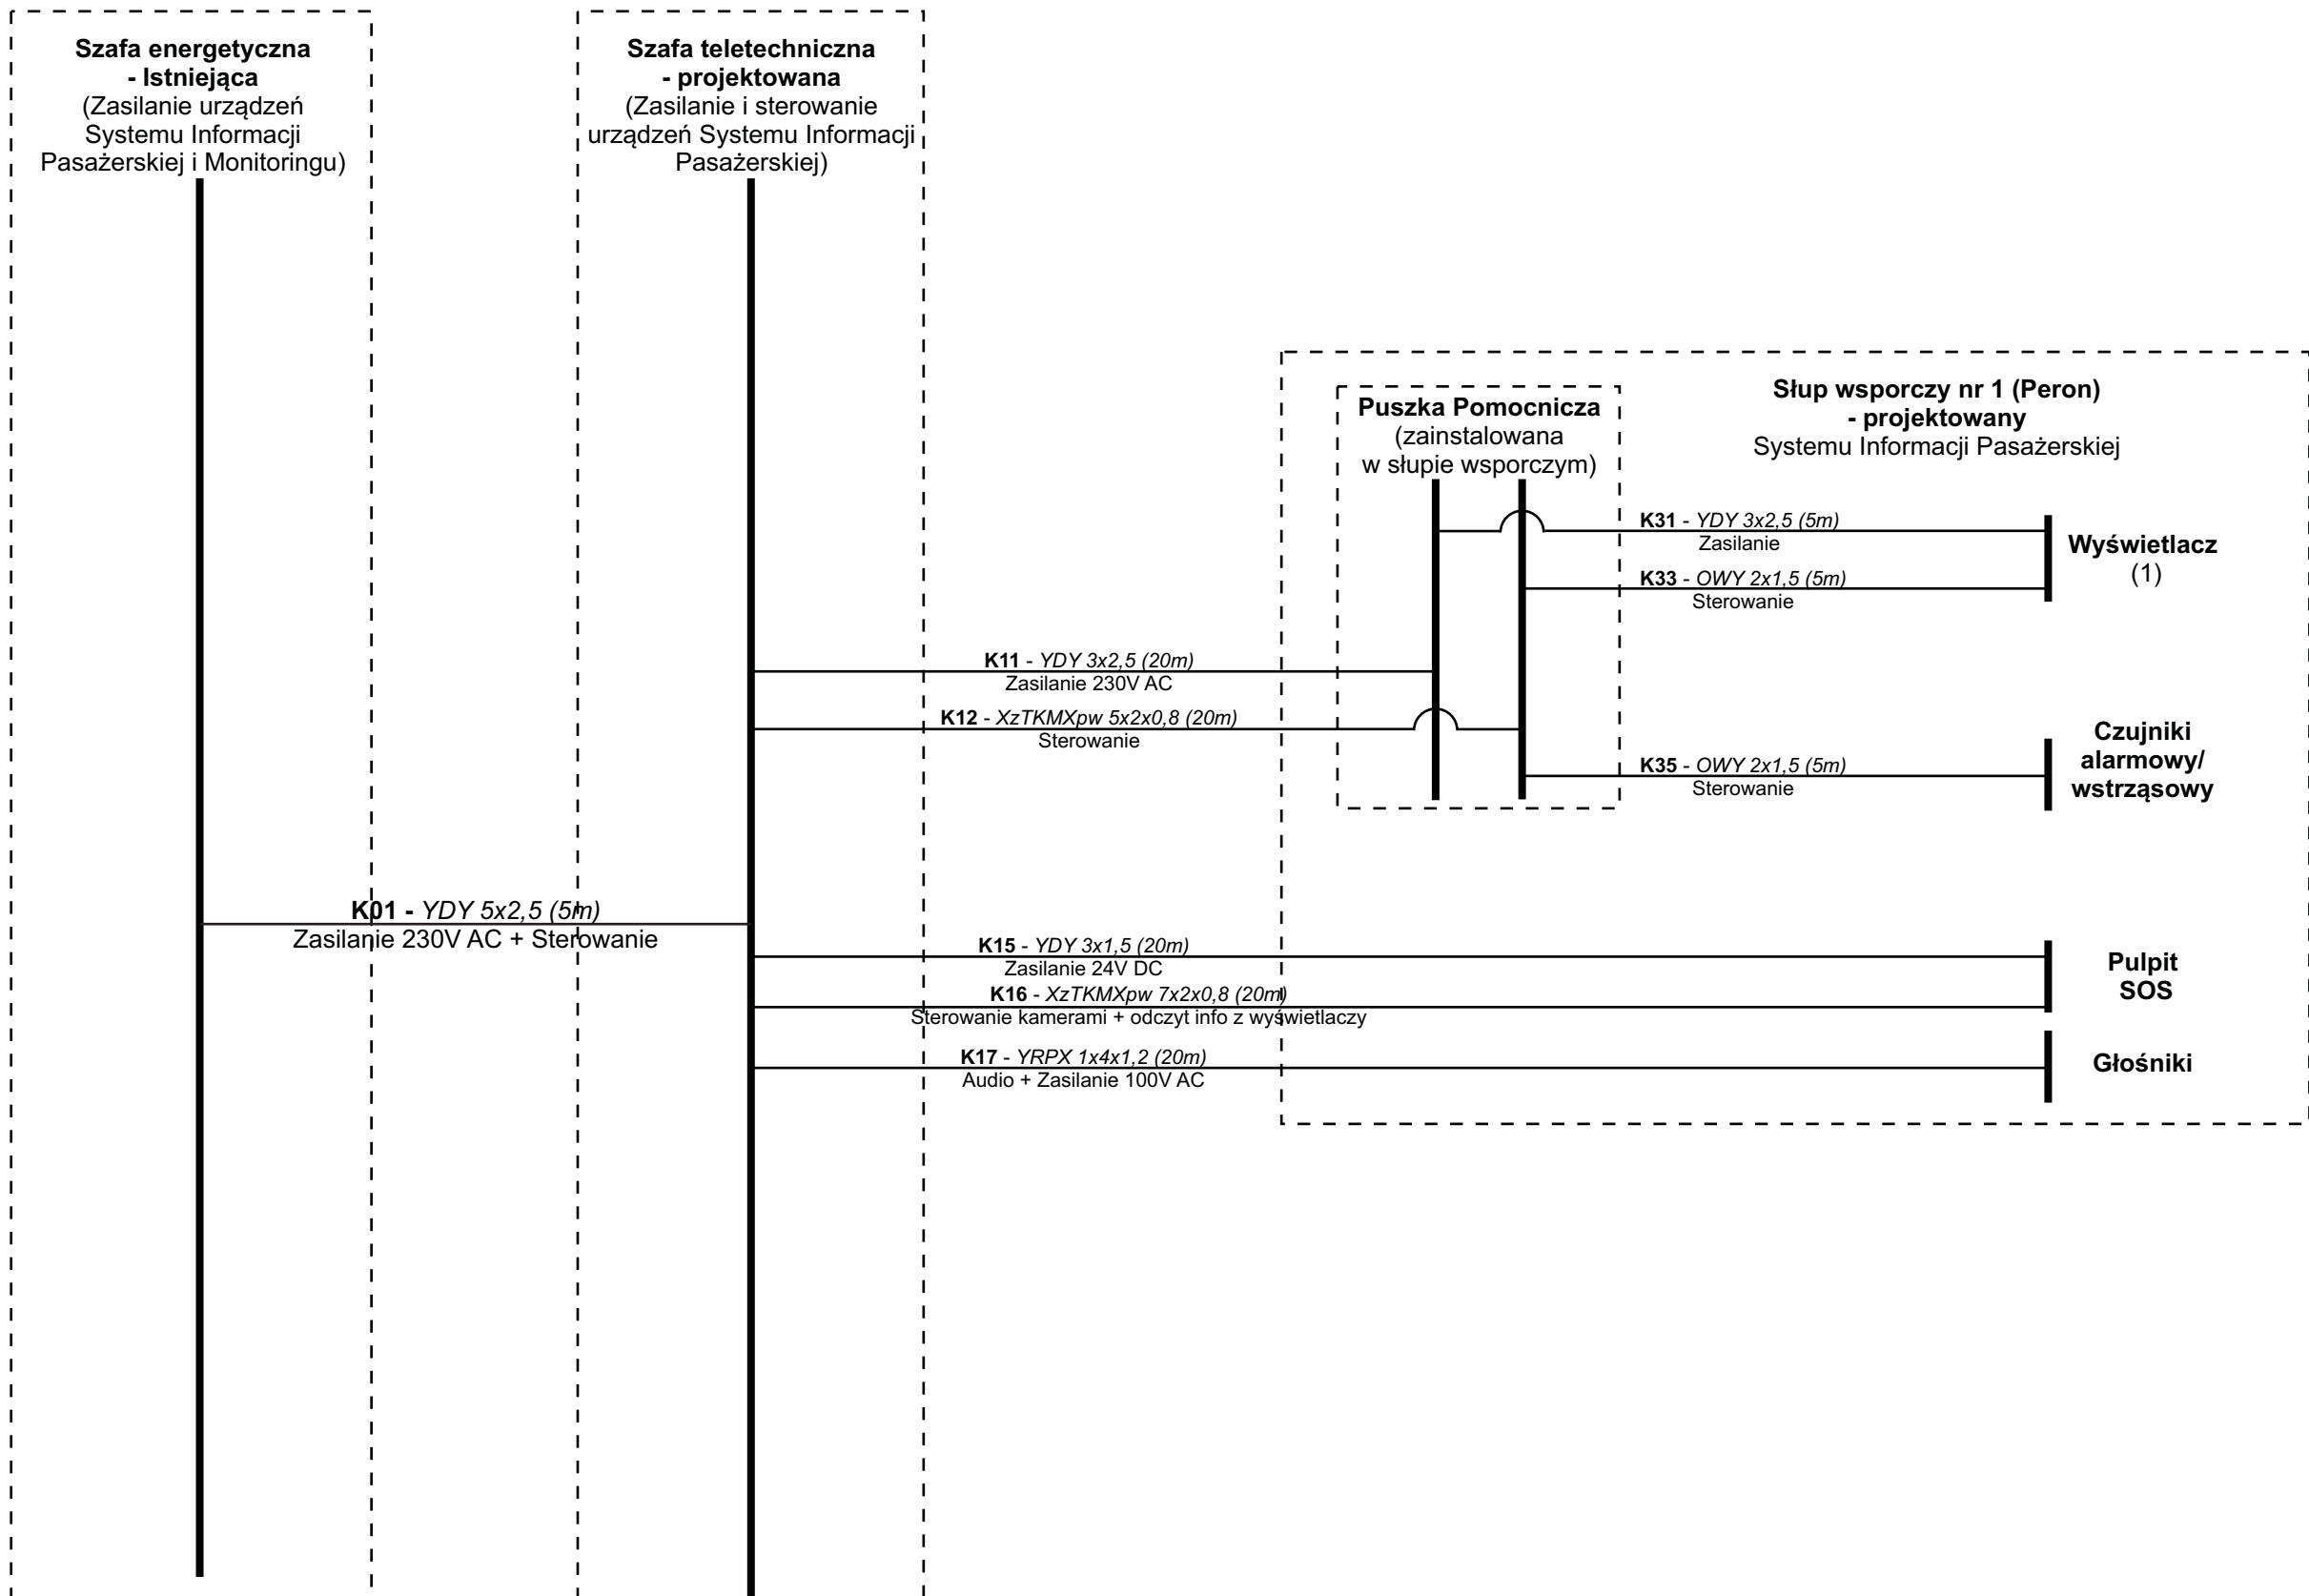 Szafa energetyczna
- Istniejąca
(Zasilanie urządzeń
Systemu Informacji
Pasażerskiej i Monitoringu)
Szafa teletechniczna
- projektowana
(Zasilanie i sterowanie
urządzeń Systemu Informacji
Pasażerskiej)
Puszka Pomocnicza
(zainstalowana
w słupie wsporczym)
Słup wsporczy nr 1 (Peron)
- projektowany
Systemu Informacji Pasażerskiej
K31 - YDY 3x2,5 (5m)
Zasilanie
K33 - OWY 2x1,5 (5m)
Sterowanie
Wyświetlacz
(1)
K11 - YDY 3x2,5 (20m)
Zasilanie 230V AC
K12 - XzTKMXpw 5x2x0,8 (20m)
Sterowanie
K35 - OWY 2x1,5 (5m)
Sterowanie
Czujniki
alarmowy/
wstrząsowy
K01 - YDY 5x2,5 (5m)
Zasilanie 230V AC + Sterowanie
K15 - YDY 3x1,5 (20m)
Zasilanie 24V DC
K16 - XzTKMXpw 7x2x0,8 (20m)
Sterowanie kamerami + odczyt info z wyświetlaczy
Pulpit
SOS
K17 - YRPX 1x4x1,2 (20m)
Audio + Zasilanie 100V AC
Głośniki